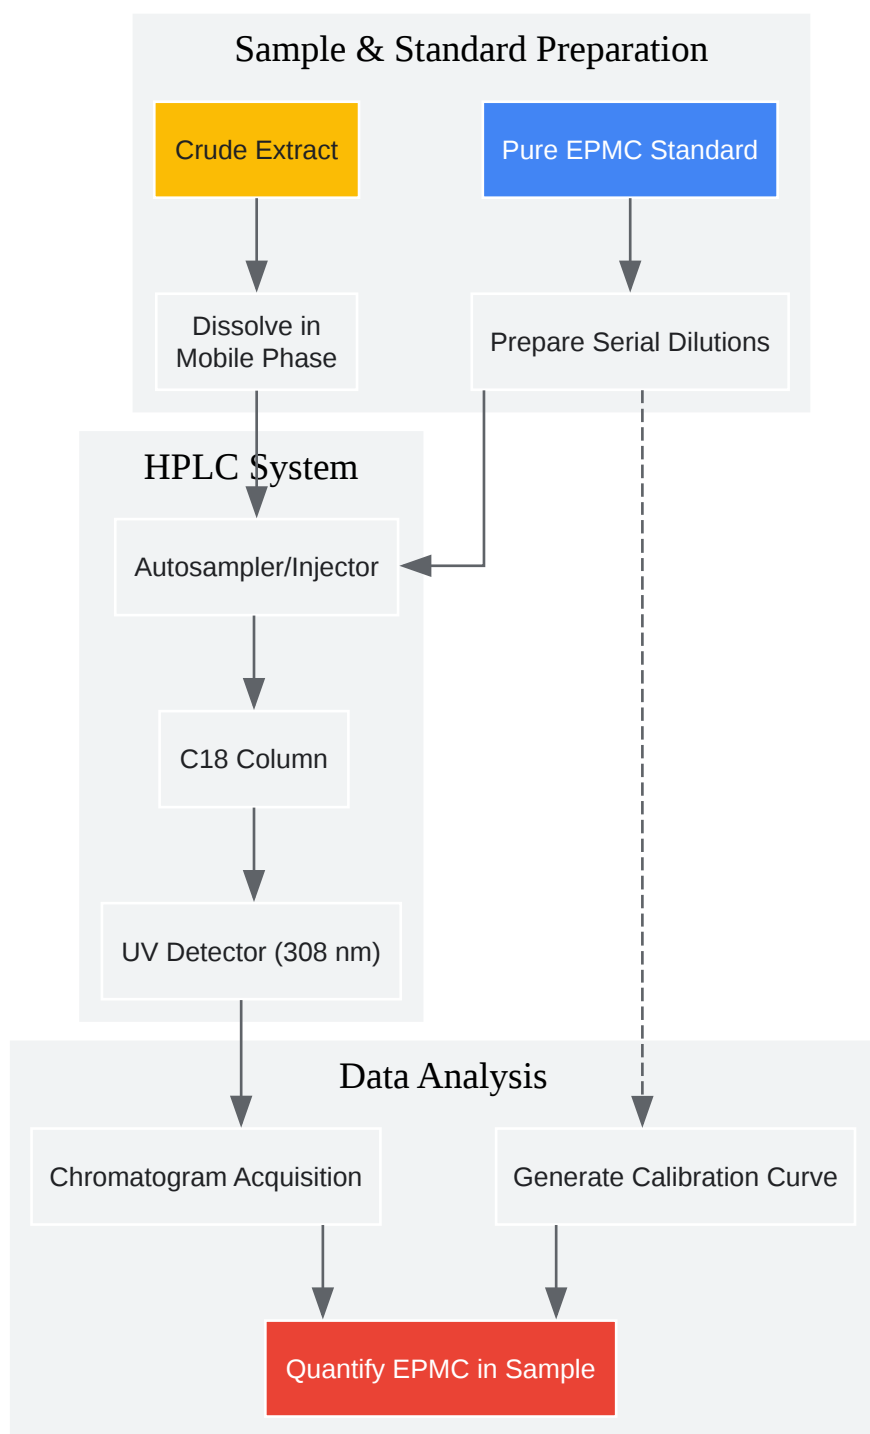 Sample & Standard Preparation
Crude Extract
Pure EPMC Standard
Dissolve in
Mobile Phase
Prepare Serial Dilutions
HPLC System
Autosampler/Injector
C18 Column
UV Detector (308 nm)
Data Analysis
Chromatogram Acquisition
Generate Calibration Curve
Quantify EPMC in Sample